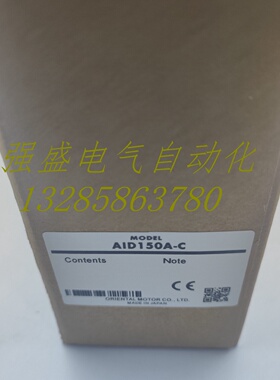 强盛电气自动化
13285863780
MODEL
AID150A-C
Contents
Note
CE
ORIENTAL MOTOR CO., LTD.
MADE IN JAPAN